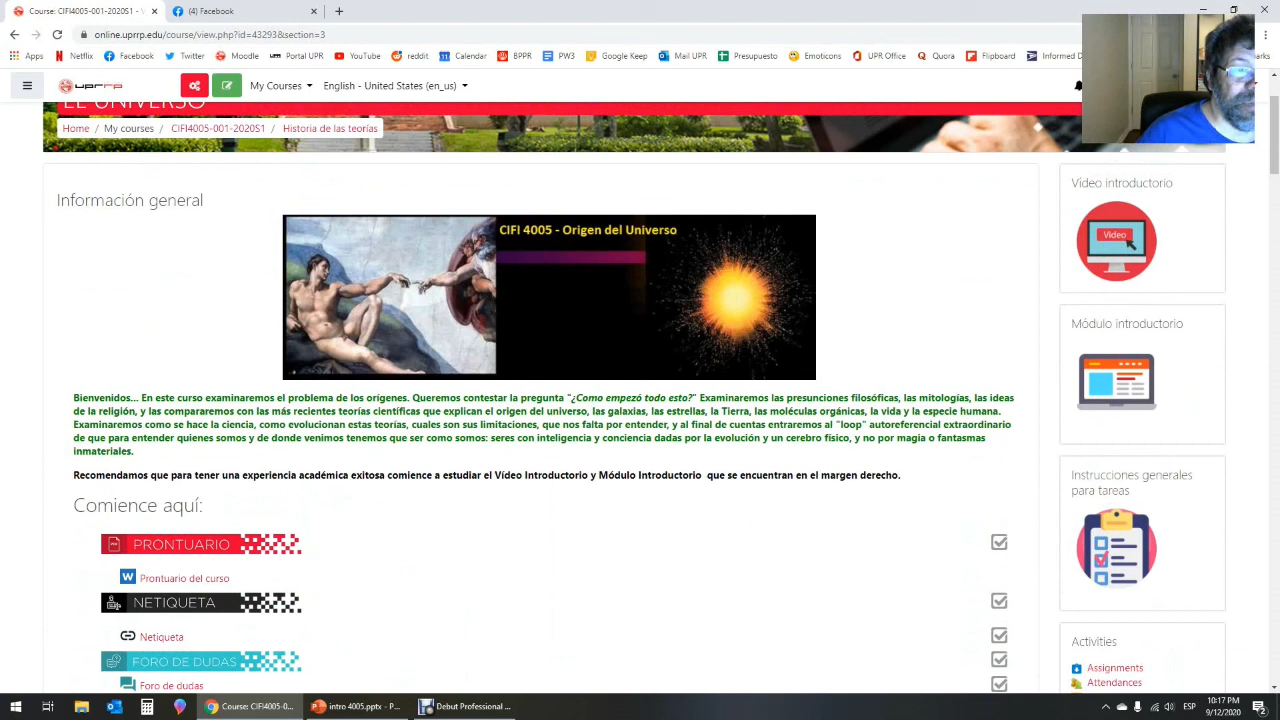 Course: CIFI4005-001-2020S1 - V
(4) Facebook
online.uprrp.edu/course/view.php?id=43293&section=3
Apps
Netflix
Facebook
Twitter
Moodle
Portal UPR
YouTube
reddit
Calendar
BPPR
PW3
Google Keep
Mail UPR
Presupuesto
Emoticons
UPR Office
Quora
Flipboard
Informed D
marks
uprrp
My Courses
English - United States (en_us)
EL UNIVERSO
Home / My courses / CIFI4005-001-2020S1 / Historia de las teorías
Información general
CIFI 4005 - Origen del Universo
Bienvenidos... En este curso examinaremos el problema de los orígenes. Queremos contestar la pregunta "¿Como empezó todo esto?" Examinaremos las presunciones filosóficas, las mitologías, las ideas
de la religión, y las compararemos con las más recientes teorías científicas que explican el origen del universo, las galaxias, las estrellas, la Tierra, las moléculas orgánicas, la vida y la especie humana.
Examinaremos como se hace la ciencia, como evolucionan estas teorías, cuales son sus limitaciones, que nos falta por entender, y al final de cuentas entraremos al "loop" autoreferencial extraordinario
de que para entender quienes somos y de donde venimos tenemos que ser como somos: seres con inteligencia y conciencia dadas por la evolución y un cerebro físico, y no por magia o fantasmas
inmateriales.
Recomendamos que para tener una experiencia académica exitosa comience a estudiar el Vídeo Introductorio y Módulo Introductorio que se encuentran en el margen derecho.
Comience aquí:
PRONTUARIO
Prontuario del curso
NETIQUETA
Netiqueta
FORO DE DUDAS
Foro de dudas
Vídeo introductorio
Video
Módulo introductorio
Instrucciones generales
para tareas
Activities
Assignments
Attendances
Course: CIFI4005-0...
intro 4005.pptx - P...
Debut Professional ...
ESP
10:17 PM
9/12/2020